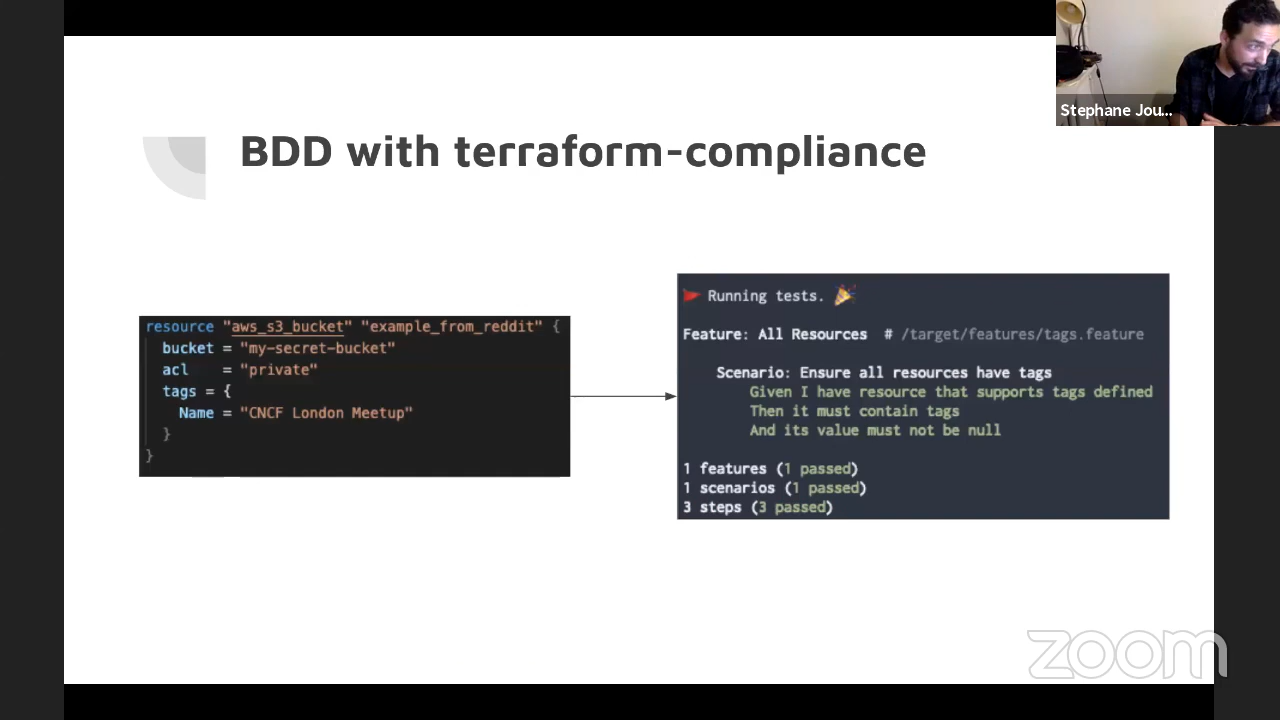 Stephane Jou...
BDD with terraform-compliance
resource "aws_s3_bucket" "example_from_reddit" {
bucket = "my-secret-bucket"
acl = "private"
tags = {
Name = "CNCF London Meetup"
}
}
Running tests. 🎉
Feature: All Resources # /target/features/tags.feature
Scenario: Ensure all resources have tags
Given I have resource that supports tags defined
Then it must contain tags
And its value must not be null
1 features (1 passed)
1 scenarios (1 passed)
3 steps (3 passed)
zoom